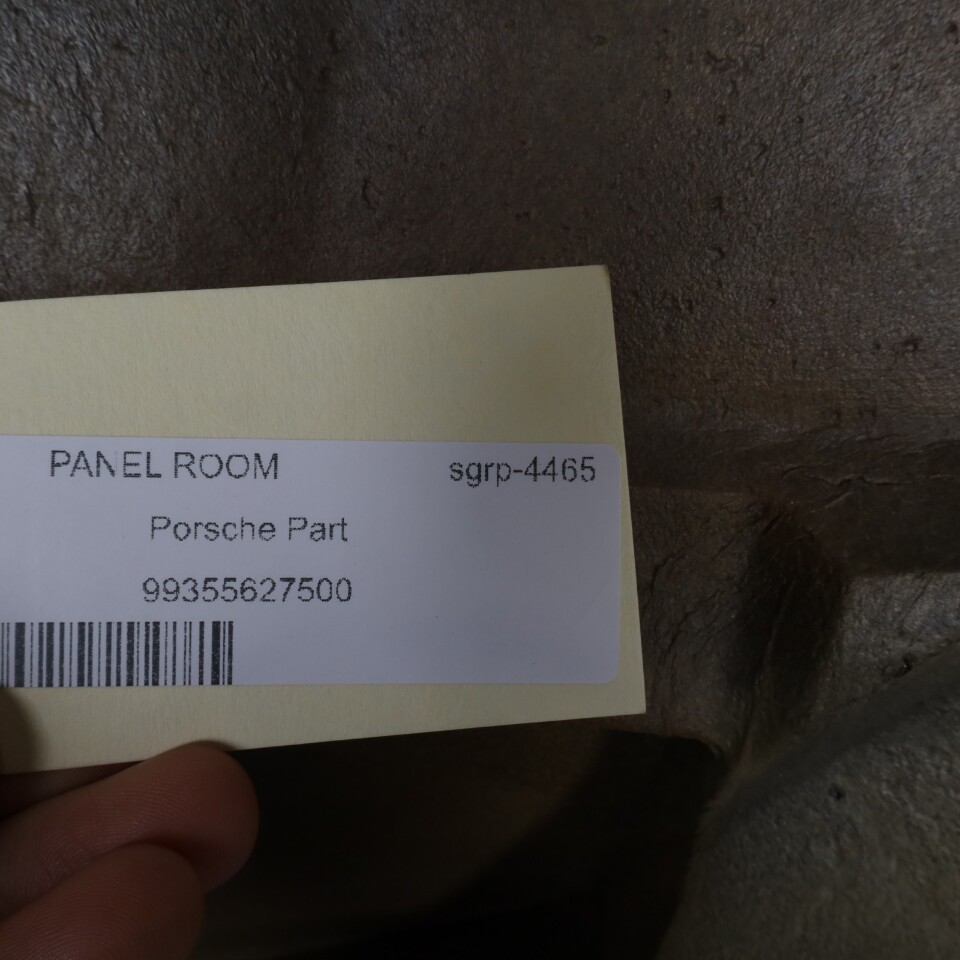 PANEL ROOM sgrp-4465
Porsche Part
99355627500